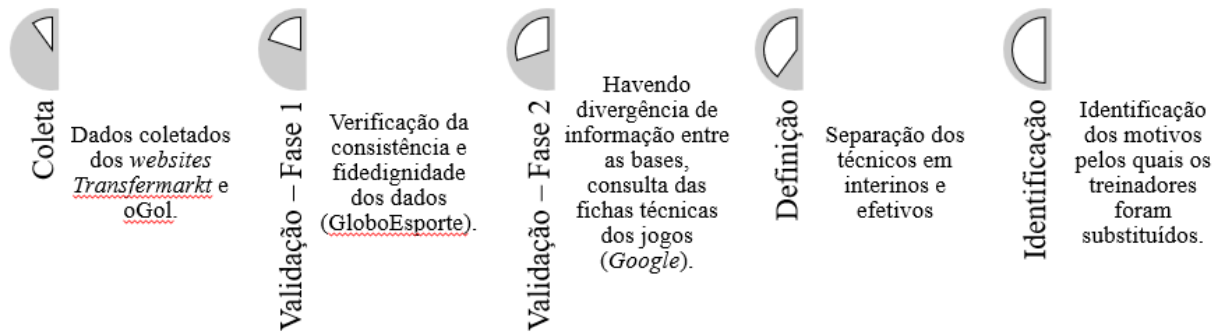 Coleta
Dados coletados
dos websites
Transfermarkt e
oGol.
Validação – Fase 1
Verificação da
consistência e
fidedignidade
dos dados
(GloboEsporte).
Validação – Fase 2
Havendo
divergência de
informação entre
as bases,
consulta das
fichas técnicas
dos jogos
(Google).
Definição
Separação dos
técnicos em
interinos e
efetivos
Identificação
Identificação
dos motivos
pelos quais os
treinadores
foram
substituídos.